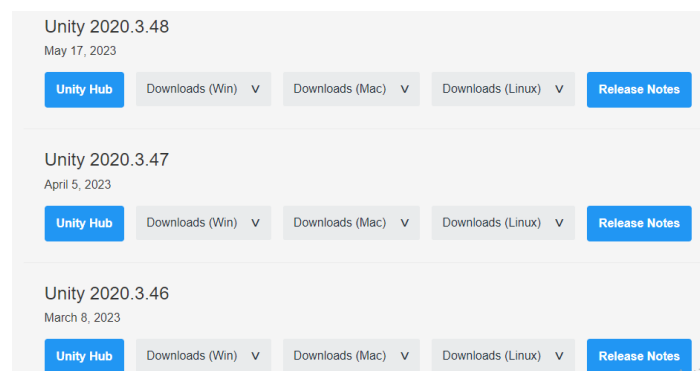 Unity 2020.3.48
May 17, 2023
Unity Hub Downloads (Win) Downloads (Mac) Downloads (Linux) Release Notes
Unity 2020.3.47
April 5, 2023
Unity Hub Downloads (Win) Downloads (Mac) Downloads (Linux) Release Notes
Unity 2020.3.46
March 8, 2023
Unity Hub Downloads (Win) Downloads (Mac) Downloads (Linux) Release Notes